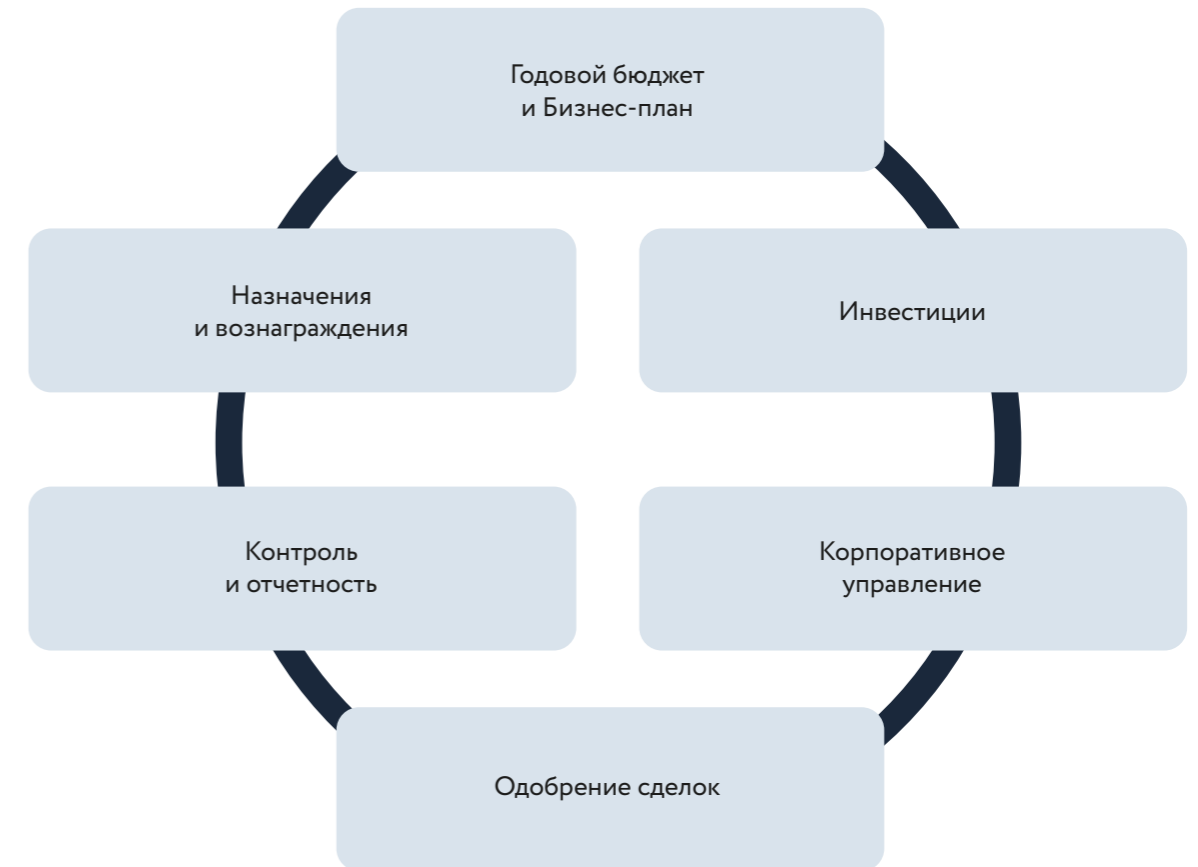 Годовой бюджет
и Бизнес-план
Назначения
и вознаграждения
Инвестиции
Контроль
и отчетность
Корпоративное
управление
Одобрение сделок